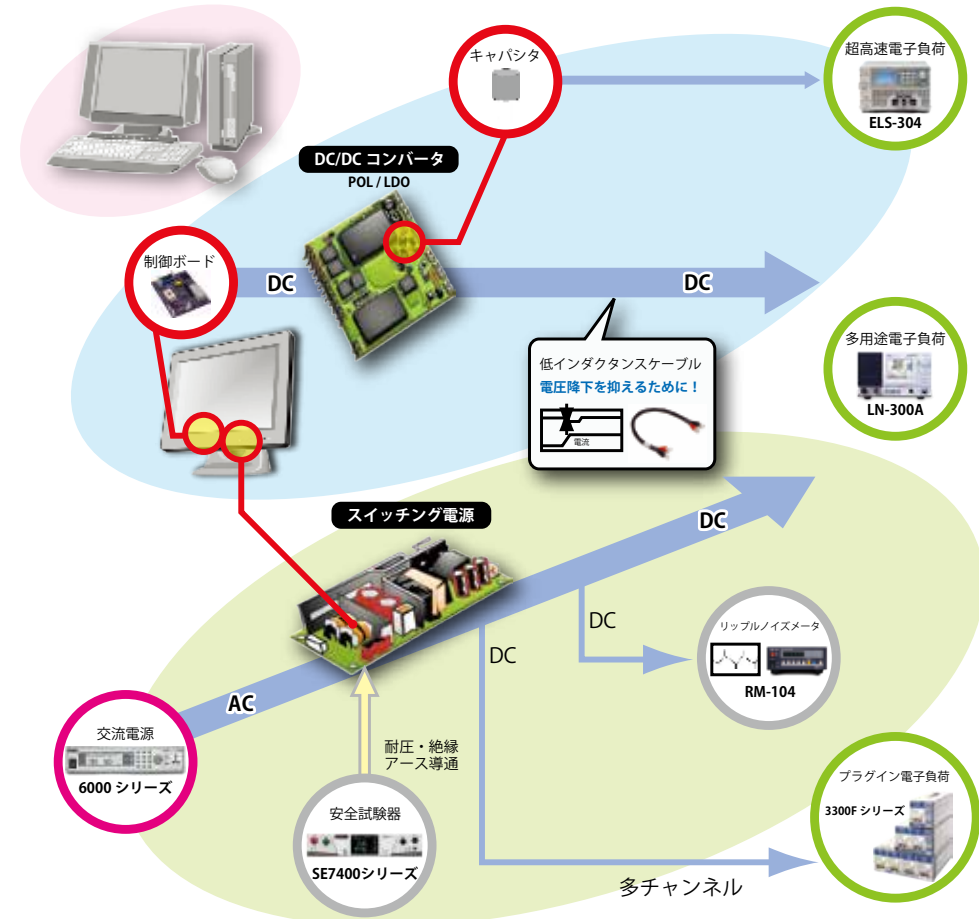 キャパシタ
超高速電子負荷
ELS-304
DC/DC コンバータ
POL / LDO
制御ボード
DC
DC
低インダクタンスケーブル
電圧降下を抑えるために！
電流
多用途電子負荷
LN-300A
スイッチング電源
DC
DC
DC
リップルノイズメータ
RM-104
AC
交流電源
6000 シリーズ
耐圧・絶縁
アース導通
安全試験器
SE7400シリーズ
プラグイン電子負荷
3300F シリーズ
多チャンネル